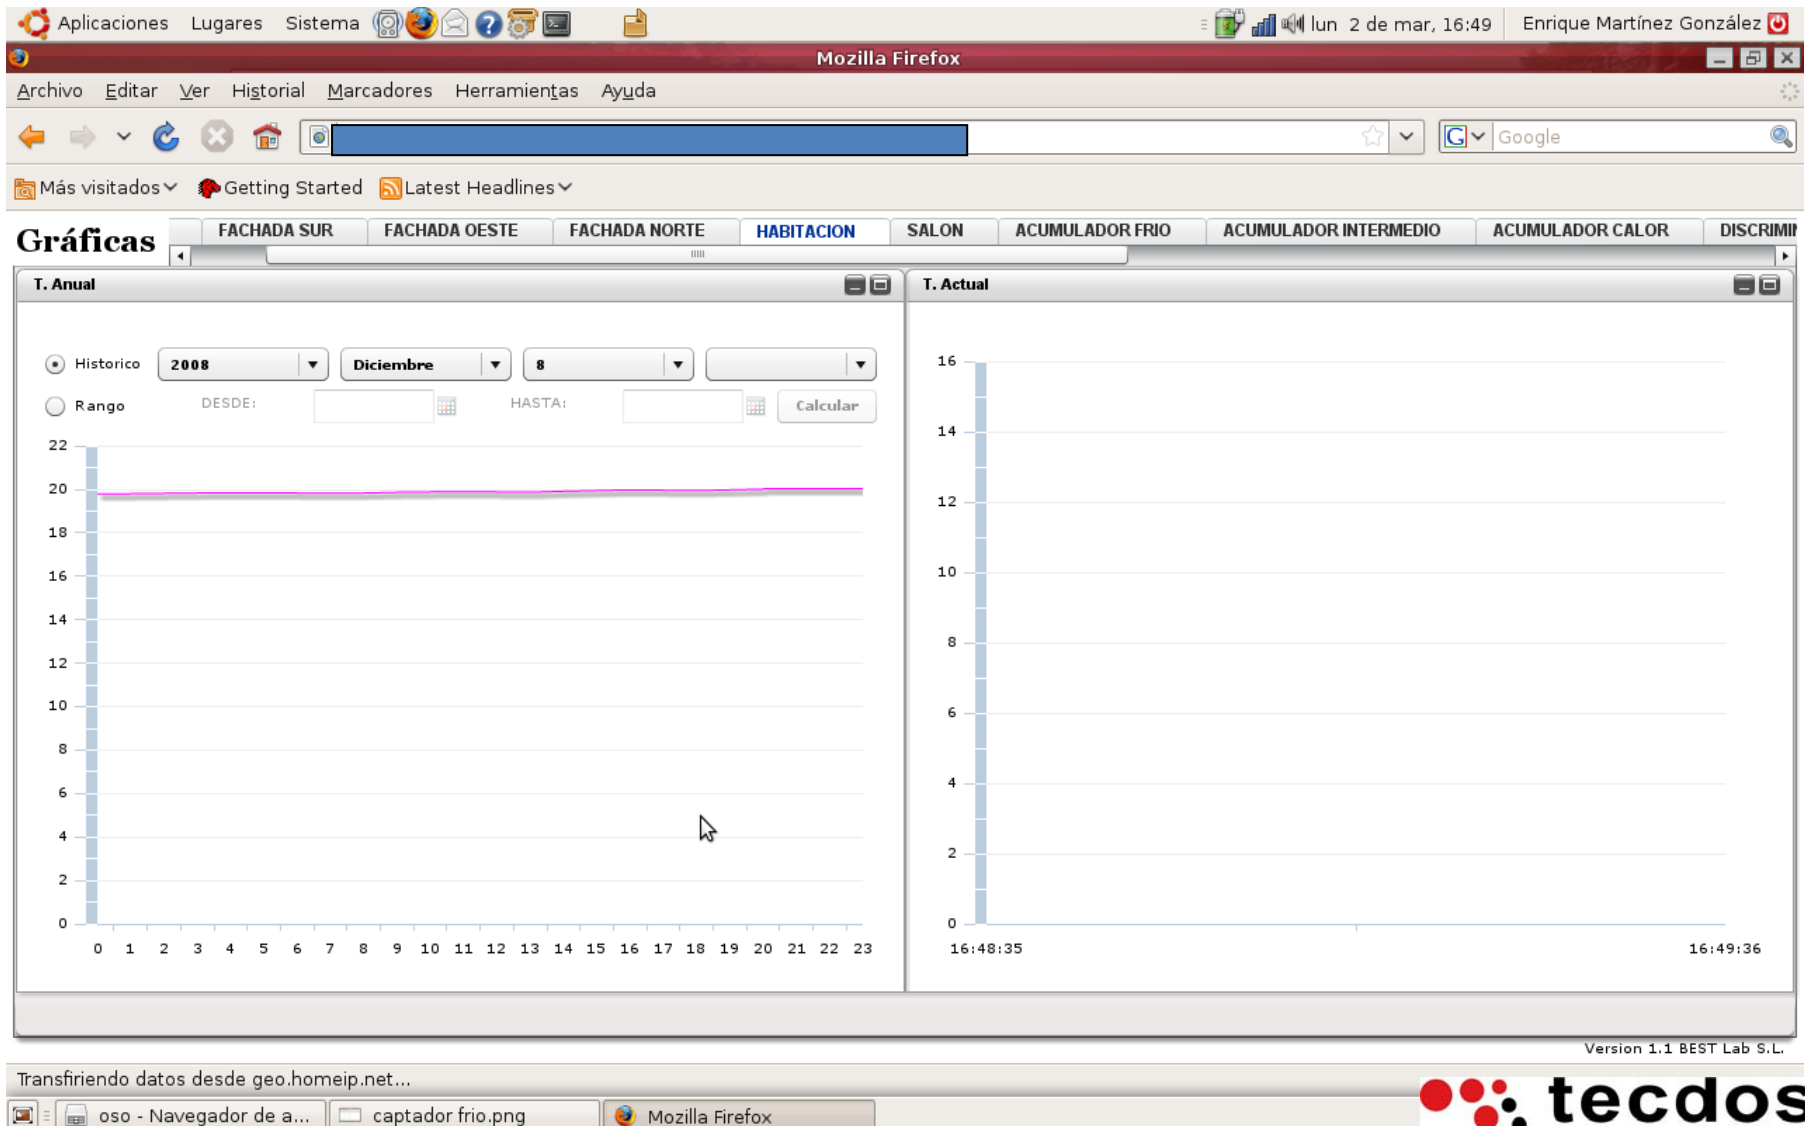 Aplicaciones Lugares Sistema lun 2 de mar, 16:49 Enrique Martínez González
Mozilla Firefox
Archivo Editar Ver Historial Marcadores Herramientas Ayuda
G Google
Más visitados Getting Started Latest Headlines
Gráficas FACHADA SUR FACHADA OESTE FACHADA NORTE HABITACION SALON ACUMULADOR FRIO ACUMULADOR INTERMEDIO ACUMULADOR CALOR DISCRIMIN
T. Anual
Historico 2008 Diciembre 8
Rango DESDE: HASTA: Calcular
22
20
18
16
14
12
10
8
6
4
2
0
0 1 2 3 4 5 6 7 8 9 10 11 12 13 14 15 16 17 18 19 20 21 22 23
T. Actual
16
14
12
10
8
6
4
2
0
16:48:35 16:49:36
Version 1.1 BEST Lab S.L.
Transfiriendo datos desde geo.homeip.net...
oso - Navegador de a... captador frio.png Mozilla Firefox
tecdos